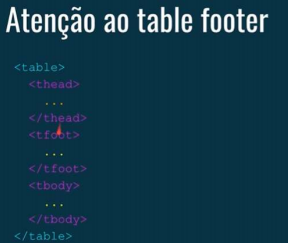 Atenção ao table footer
<table>
<thead>
...
</thead>
<tfoot>
...
</tfoot>
<tbody>
...
</tbody>
</table>